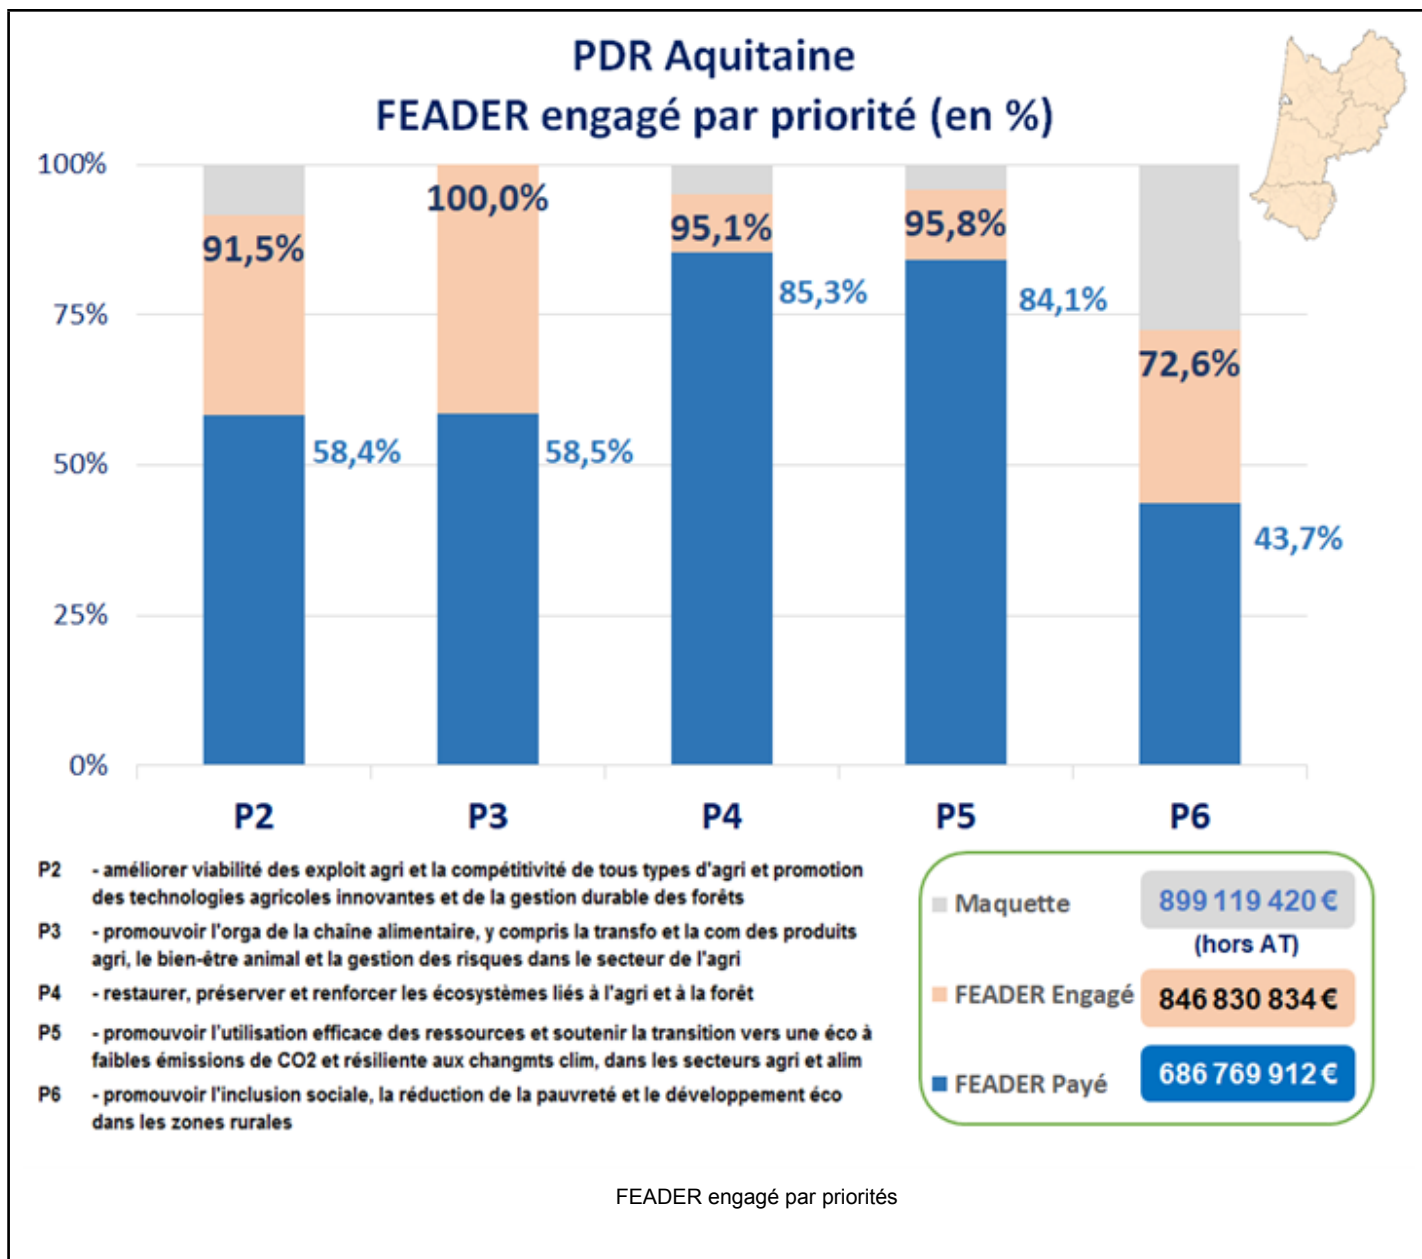 PDR Aquitaine
FEADER engagé par priorité (en %)
100%
75%
50%
25%
0%
91,5%
58,4%
100,0%
58,5%
95,1%
85,3%
95,8%
84,1%
72,6%
43,7%
P2
P3
P4
P5
P6
P2 - améliorer viabilité des exploit agri et la compétitivité de tous types d'agri et promotion
des technologies agricoles innovantes et de la gestion durable des forêts
P3 - promouvoir l'orga de la chaîne alimentaire, y compris la transfo et la com des produits
agri, le bien-être animal et la gestion des risques dans le secteur de l'agri
P4 - restaurer, préserver et renforcer les écosystèmes liés à l'agri et à la forêt
P5 - promouvoir l'utilisation efficace des ressources et soutenir la transition vers une éco à
faibles émissions de CO2 et résiliente aux changmts clim, dans les secteurs agri et alim
P6 - promouvoir l'inclusion sociale, la réduction de la pauvreté et le développement éco
dans les zones rurales
Maquette 899 119 420 €
(hors AT)
FEADER Engagé 846 830 834 €
FEADER Payé 686 769 912 €
FEADER engagé par priorités